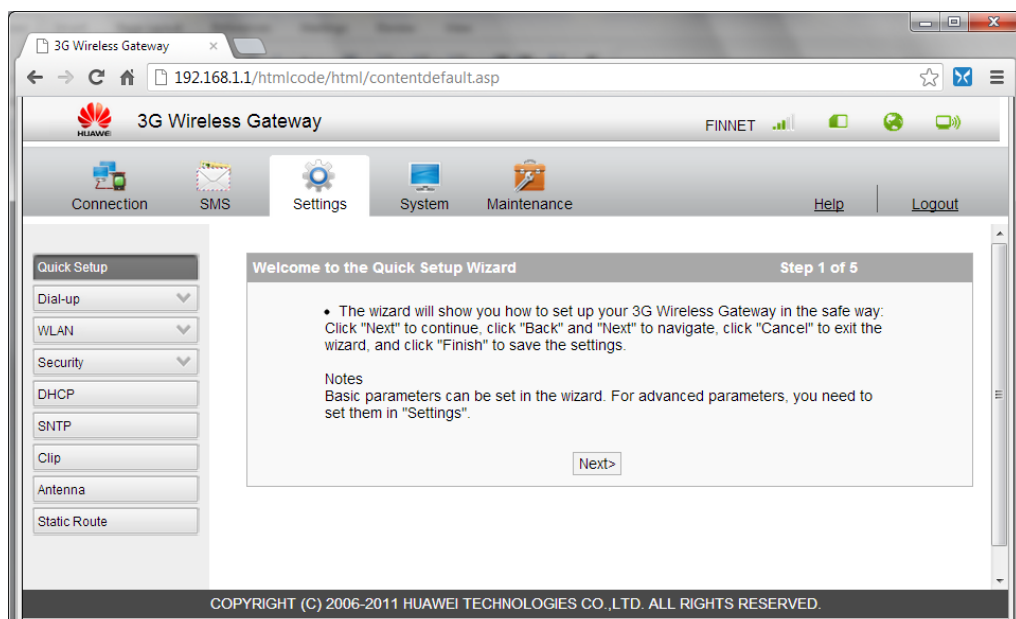 3G Wireless Gateway
192.168.1.1/htmlcode/html/contentdefault.asp
HUAWEI 3G Wireless Gateway FINNET
Connection SMS Settings System Maintenance Help Logout
Quick Setup
Dial-up
WLAN
Security
DHCP
SNTP
Clip
Antenna
Static Route
Welcome to the Quick Setup Wizard Step 1 of 5
• The wizard will show you how to set up your 3G Wireless Gateway in the safe way:
Click "Next" to continue, click "Back" and "Next" to navigate, click "Cancel" to exit the
wizard, and click "Finish" to save the settings.
Notes
Basic parameters can be set in the wizard. For advanced parameters, you need to
set them in "Settings".
Next>
COPYRIGHT (C) 2006-2011 HUAWEI TECHNOLOGIES CO.,LTD. ALL RIGHTS RESERVED.